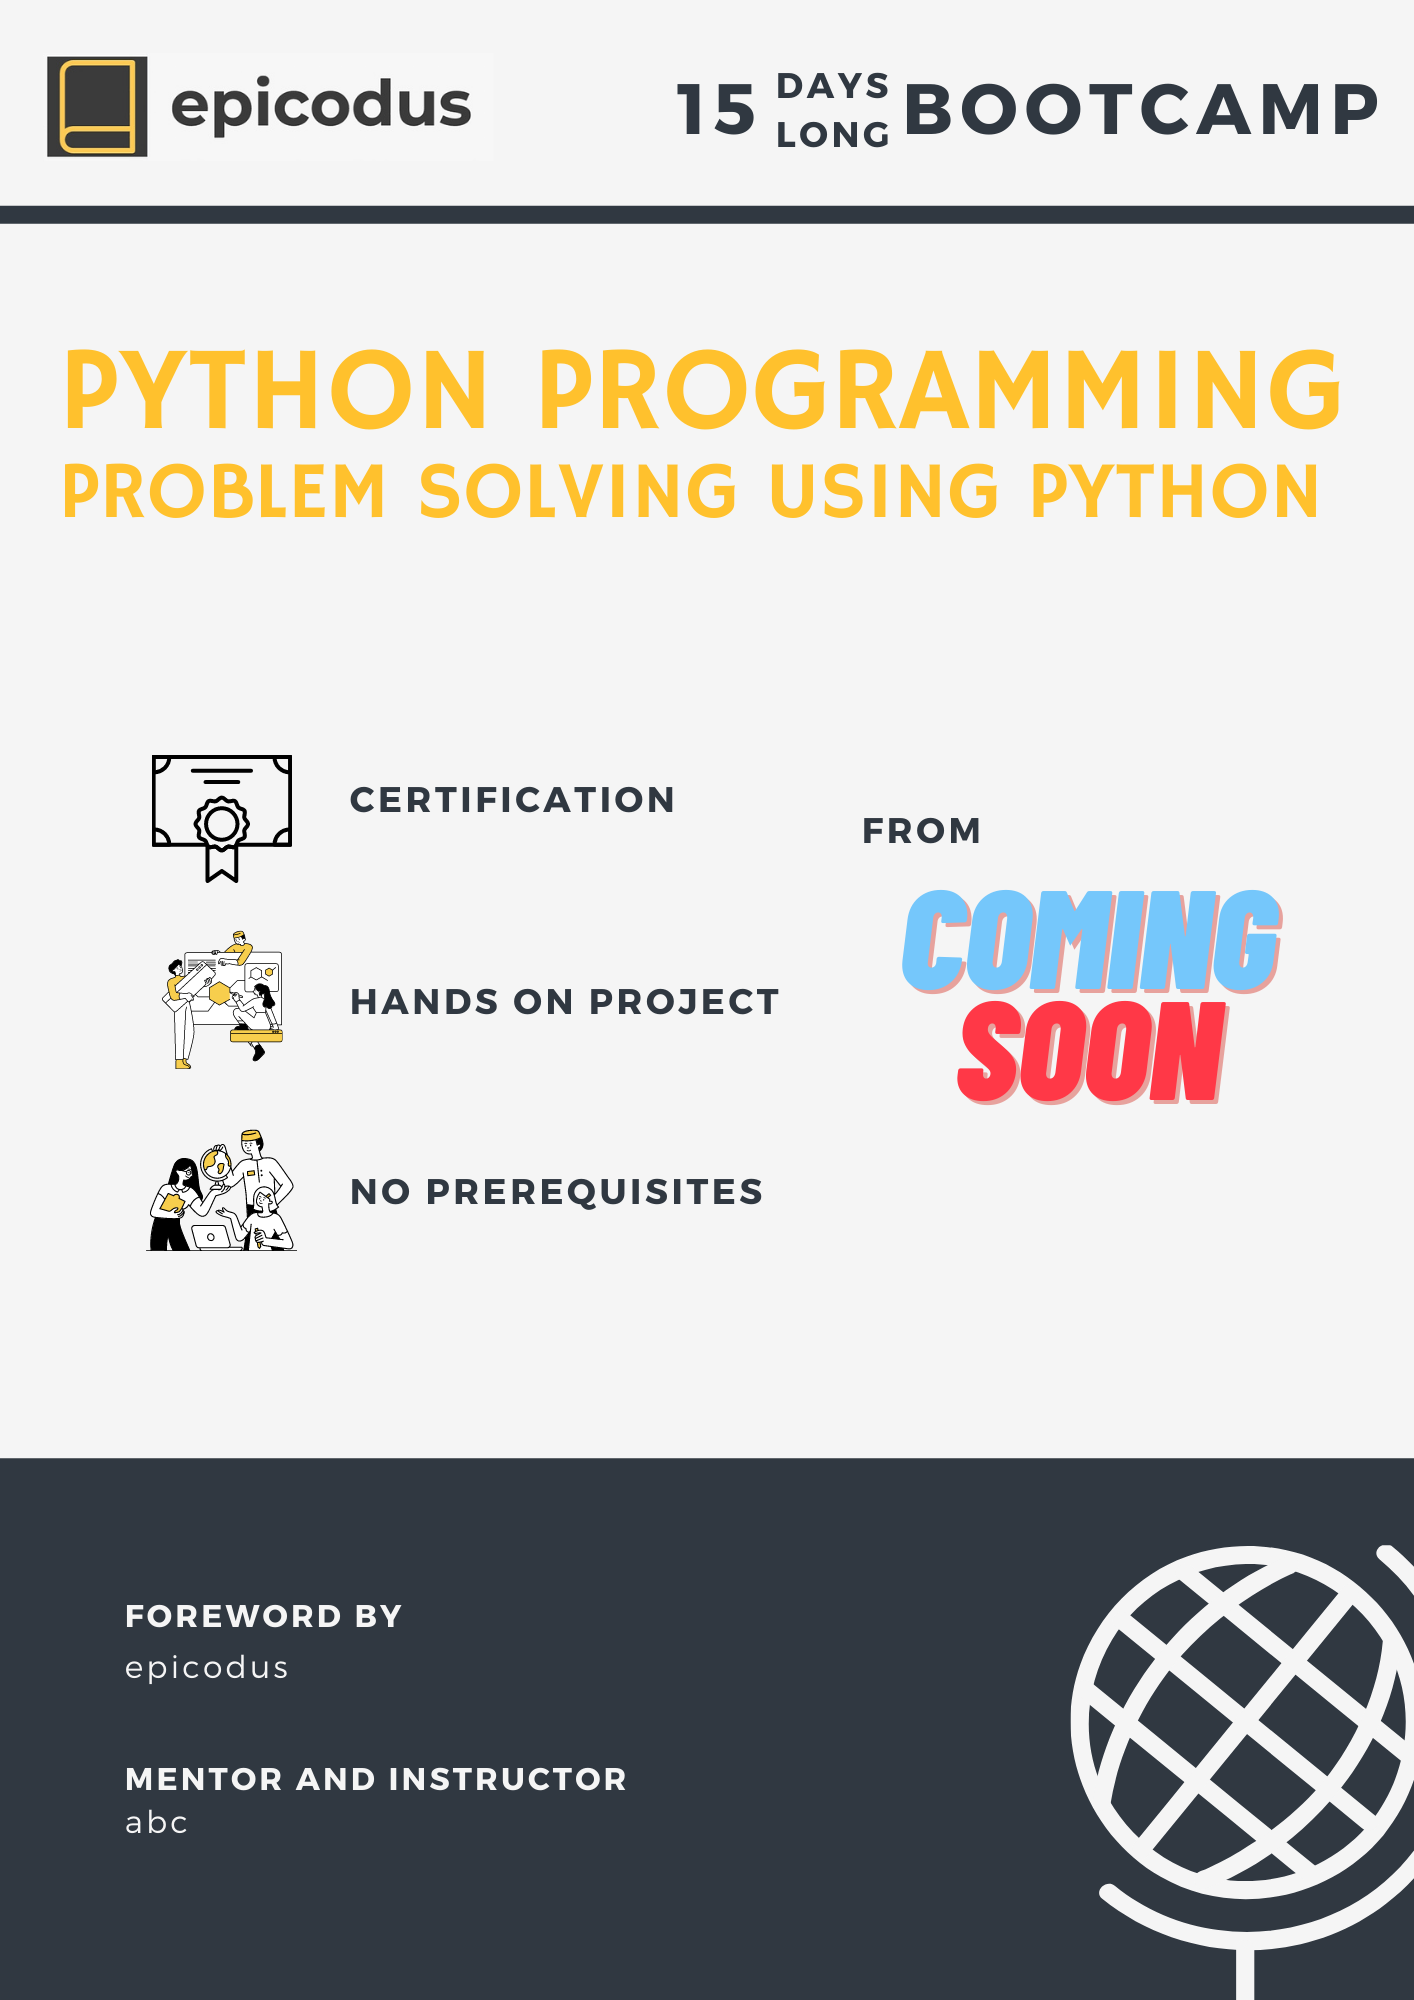 epicodus
15 DAYS LONG BOOTCAMP
PYTHON PROGRAMMING
PROBLEM SOLVING USING PYTHON
CERTIFICATION
HANDS ON PROJECT
NO PREREQUISITES
FROM
COMING
SOON
FOREWORD BY
epicodus
MENTOR AND INSTRUCTOR
abc